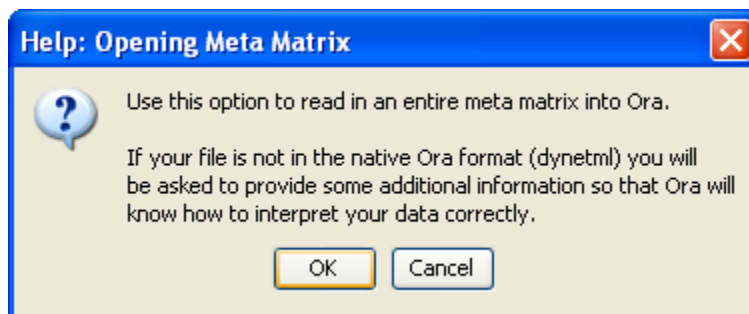 Help: Opening Meta Matrix
Use this option to read in an entire meta matrix into Ora.
If your file is not in the native Ora format (dynetml) you will
be asked to provide some additional information so that Ora will
know how to interpret your data correctly.
OK Cancel